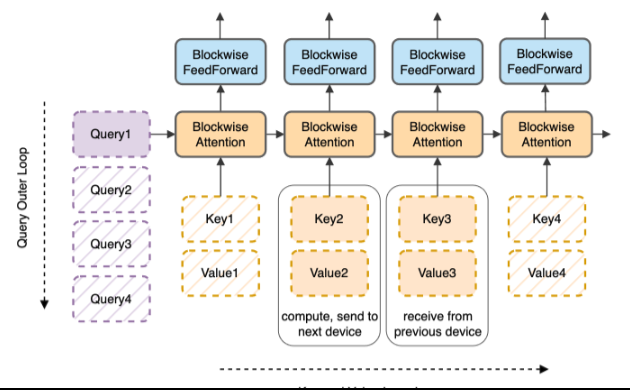 Blockwise
FeedForward
Blockwise
FeedForward
Blockwise
FeedForward
Blockwise
FeedForward
Query Outer Loop
Query1
Blockwise
Attention
Blockwise
Attention
Blockwise
Attention
Blockwise
Attention
Query2
Query3
Query4
Key1
Key2
Key3
Key4
Value1
Value2
Value3
Value4
compute, send to
next device
receive from
previous device